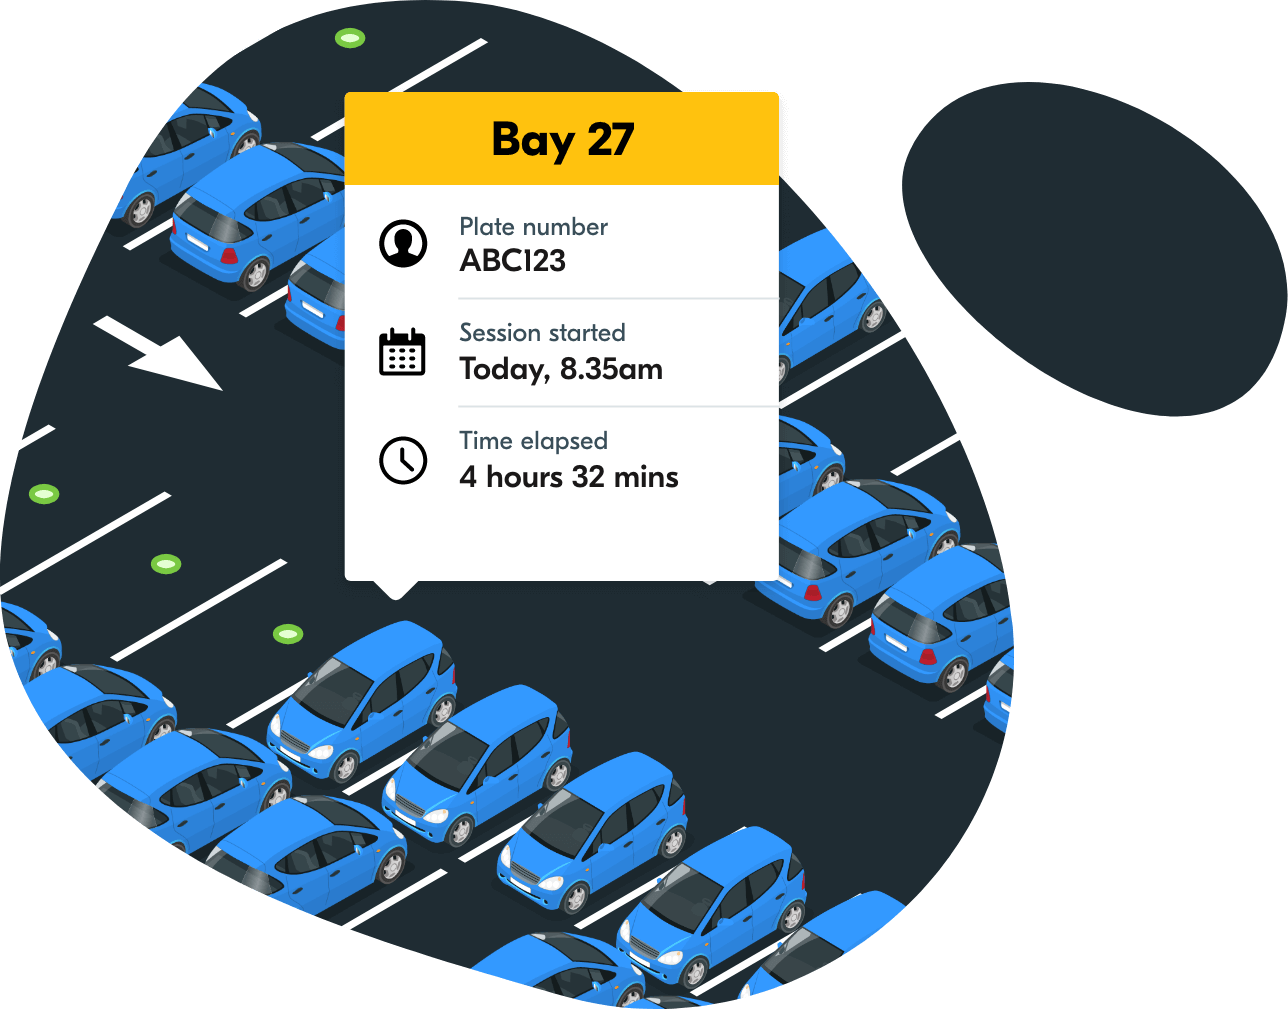 Bay 27
Plate number
ABC123
Session started
Today, 8.35am
Time elapsed
4 hours 32 mins